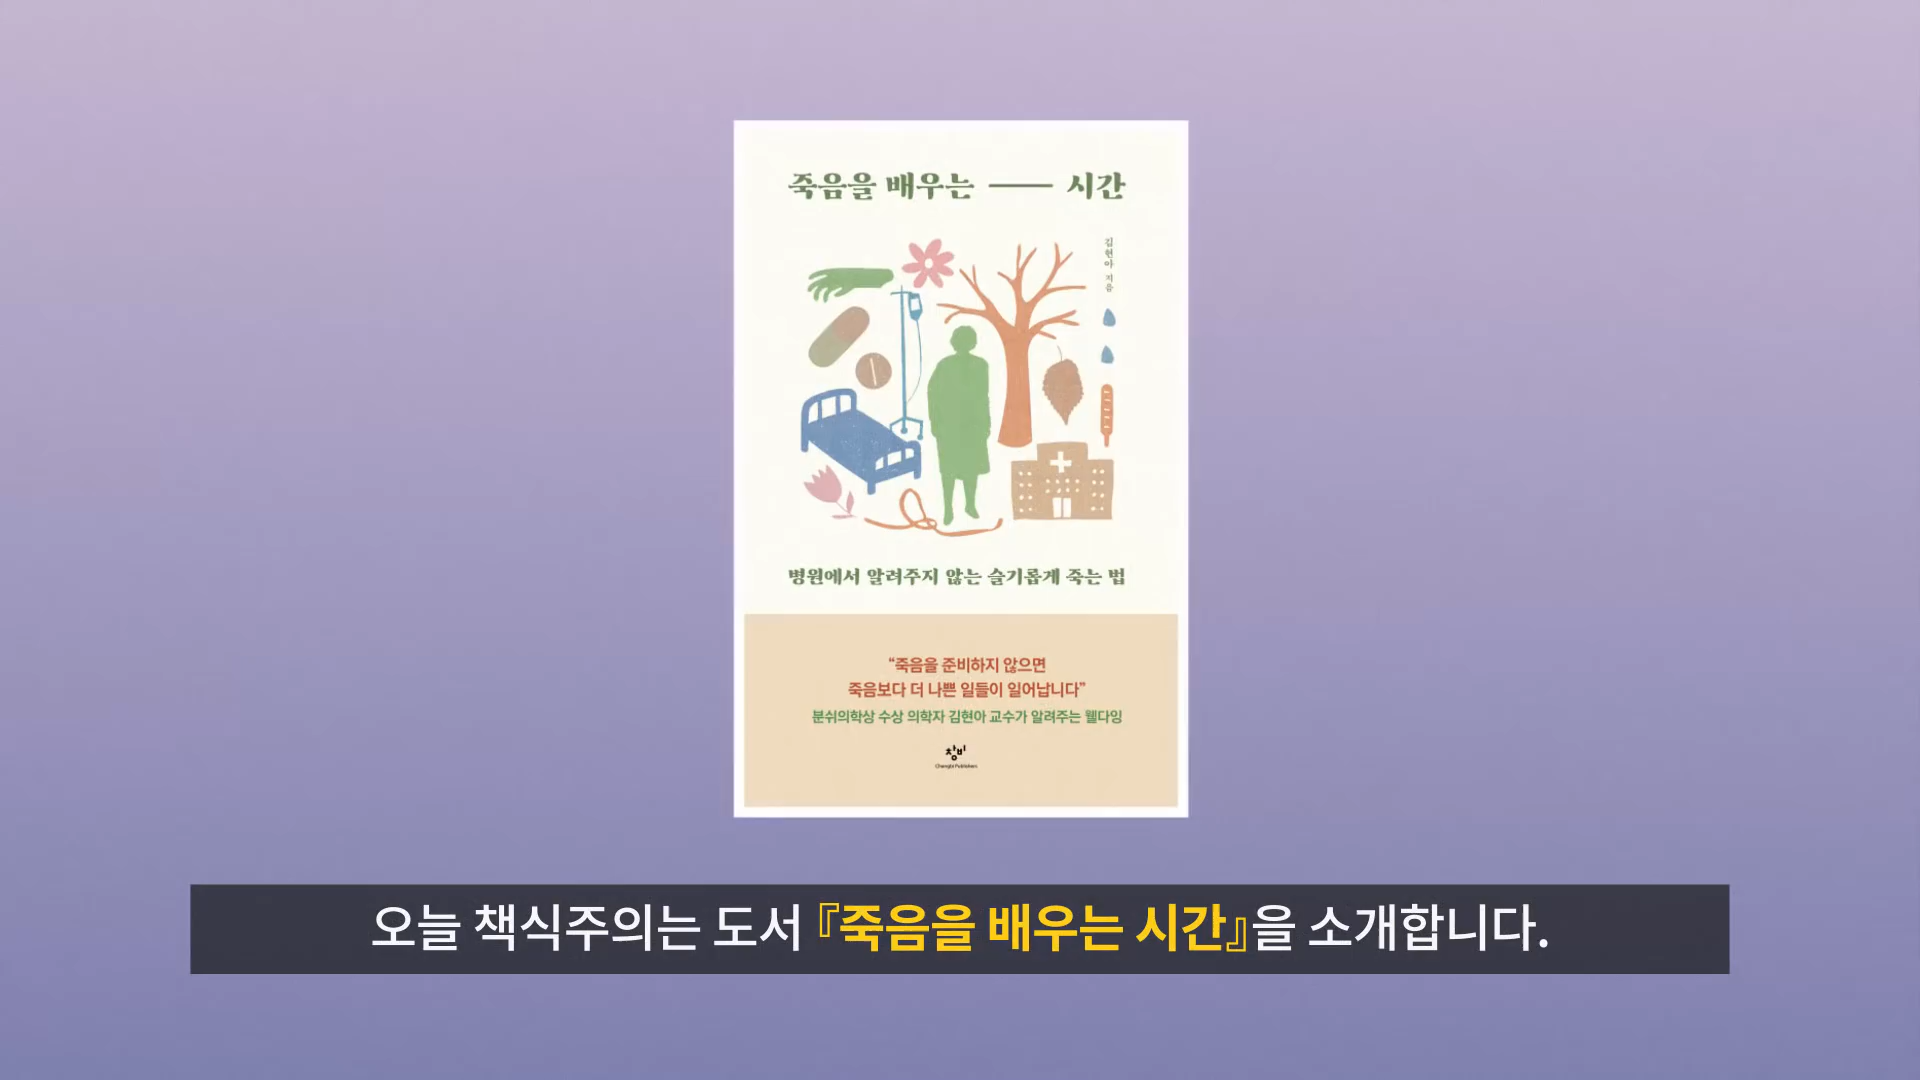 죽음을 배우는 — 시간
김현아 지음
병원에서 알려주지 않는 슬기롭게 죽는 법
“죽음을 준비하지 않으면
죽음보다 더 나쁜 일들이 일어납니다”
분쉬의학상 수상 의학자 김현아 교수가 알려주는 웰다잉
창비
Changbi Publishers
오늘 책식주의는 도서 『죽음을 배우는 시간』을 소개합니다.